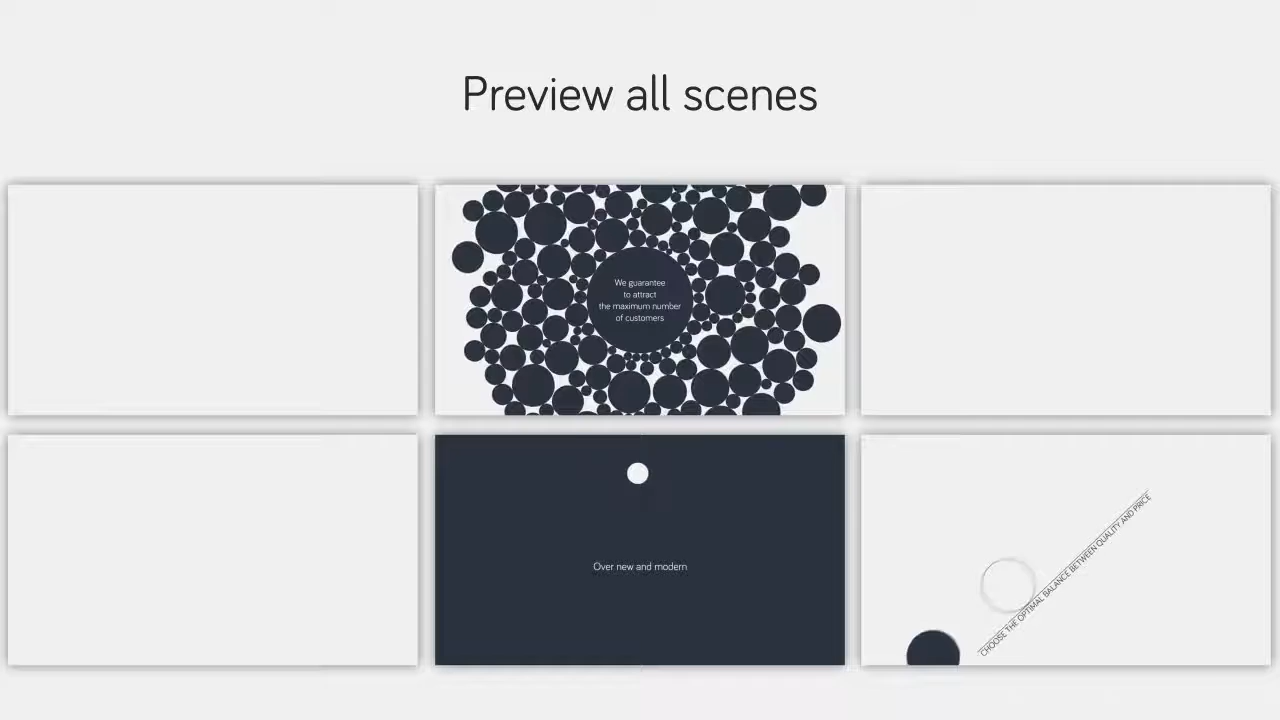 Preview all scenes
We guarantee
to attract
the maximum number
of customers
Over new and modern
CHOOSE THE OPTIMAL BALANCE BETWEEN QUALITY AND PRICE